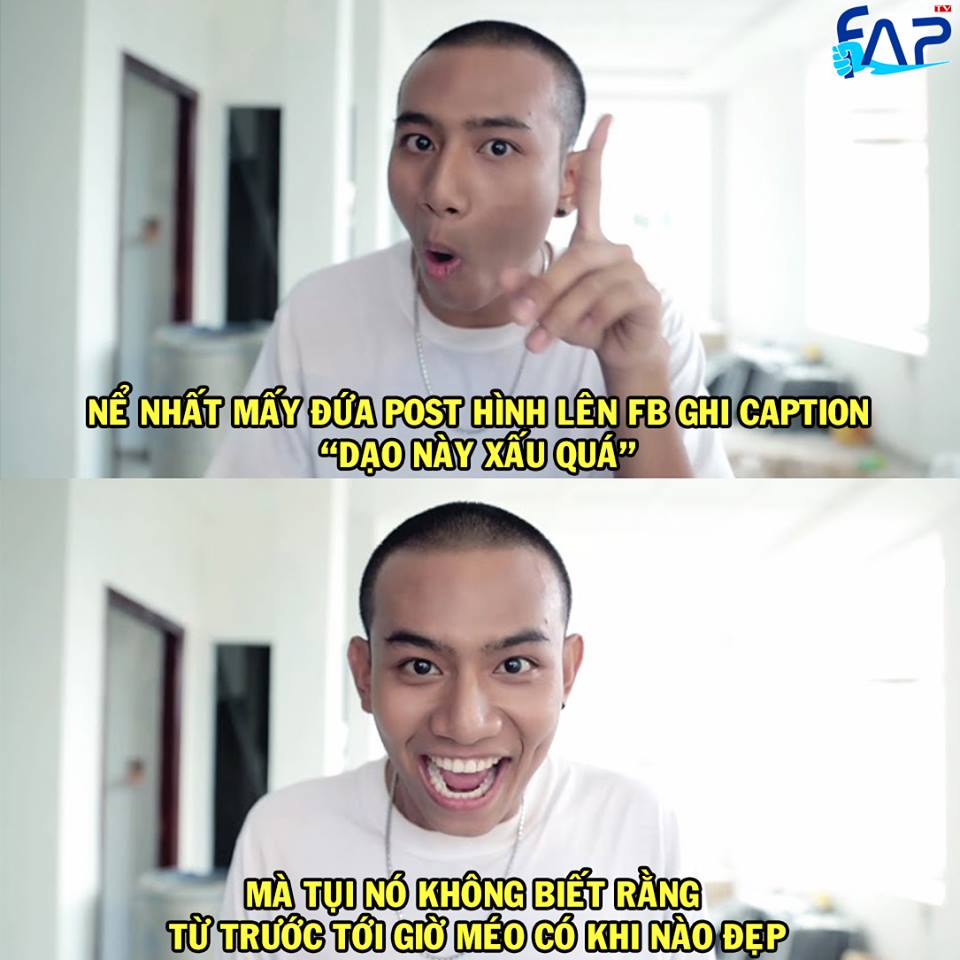 FAP TV
NỂ NHẤT MẤY ĐỨA POST HÌNH LÊN FB GHI CAPTION
“DẠO NÀY XẤU QUÁ”
MÀ TỤI NÓ KHÔNG BIẾT RẰNG
TỪ TRƯỚC TỚI GIỜ MÉO CÓ KHI NÀO ĐẸP